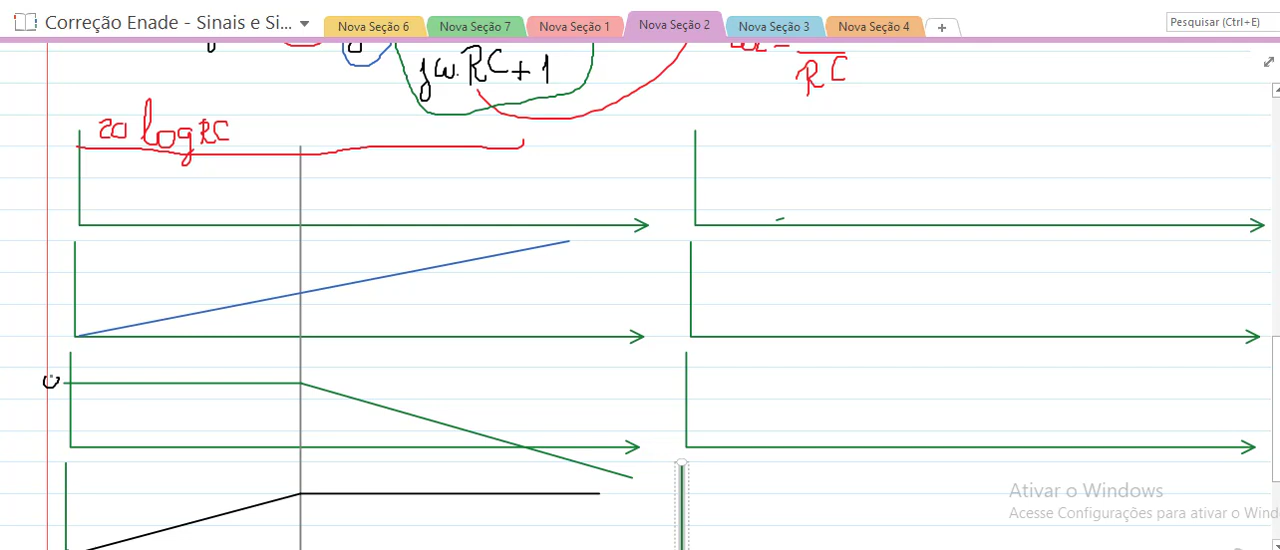 Correção Enade - Sinais e Si...
Nova Seção 6
Nova Seção 7
Nova Seção 1
Nova Seção 2
Nova Seção 3
Nova Seção 4
Pesquisar (Ctrl+E)
jω.RC+1
RC
20 log RC
0
Ativar o Windows
Acesse Configurações para ativar o Wind